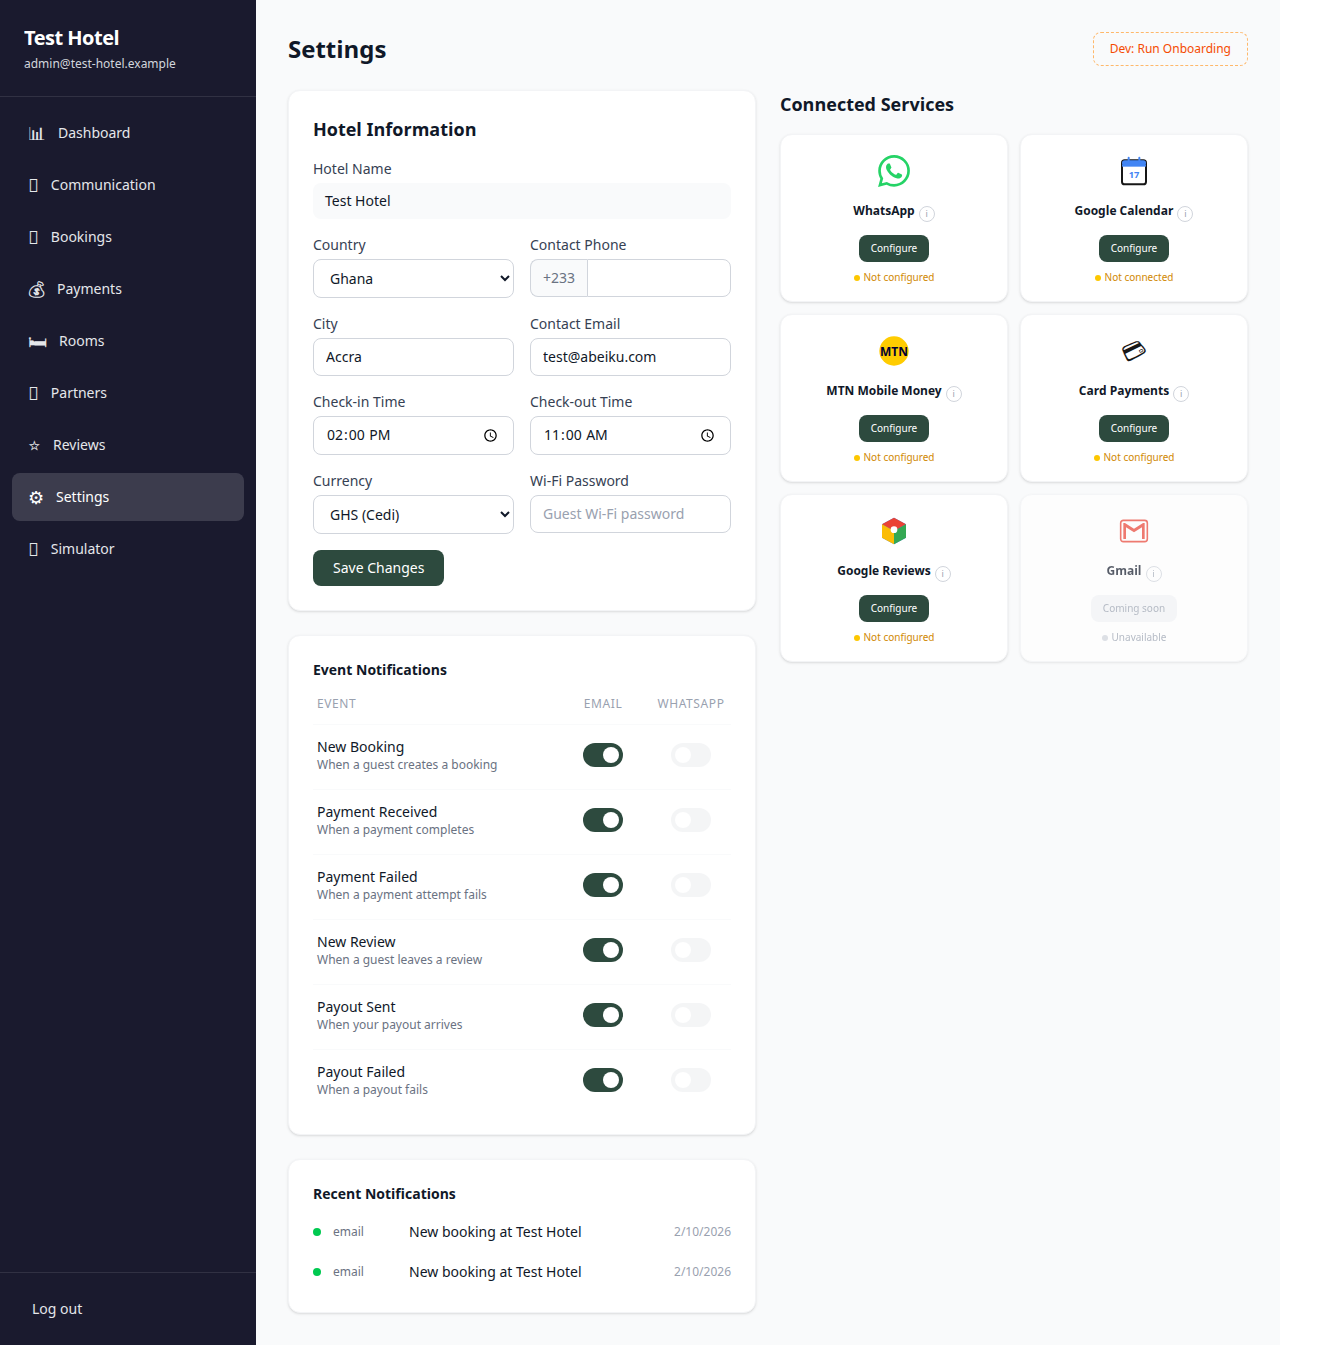 Test Hotel
admin@test-hotel.example
Dashboard
Communication
Bookings
Payments
Rooms
Partners
Reviews
Settings
Simulator
Log out
Settings
Dev: Run Onboarding
Hotel Information
Hotel Name
Test Hotel
Country
Contact Phone
Ghana
+233
City
Contact Email
Accra
test@abeiku.com
Check-in Time
Check-out Time
02:00 PM
11:00 AM
Currency
Wi-Fi Password
GHS (Cedi)
Guest Wi-Fi password
Save Changes
Event Notifications
EVENT EMAIL WHATSAPP
New Booking
When a guest creates a booking
Payment Received
When a payment completes
Payment Failed
When a payment attempt fails
New Review
When a guest leaves a review
Payout Sent
When your payout arrives
Payout Failed
When a payout fails
Recent Notifications
email New booking at Test Hotel 2/10/2026
email New booking at Test Hotel 2/10/2026
Connected Services
WhatsApp i
Configure
Not configured
17
Google Calendar i
Configure
Not connected
MTN
MTN Mobile Money i
Configure
Not configured
Card Payments i
Configure
Not configured
Google Reviews i
Configure
Not configured
Gmail i
Coming soon
Unavailable